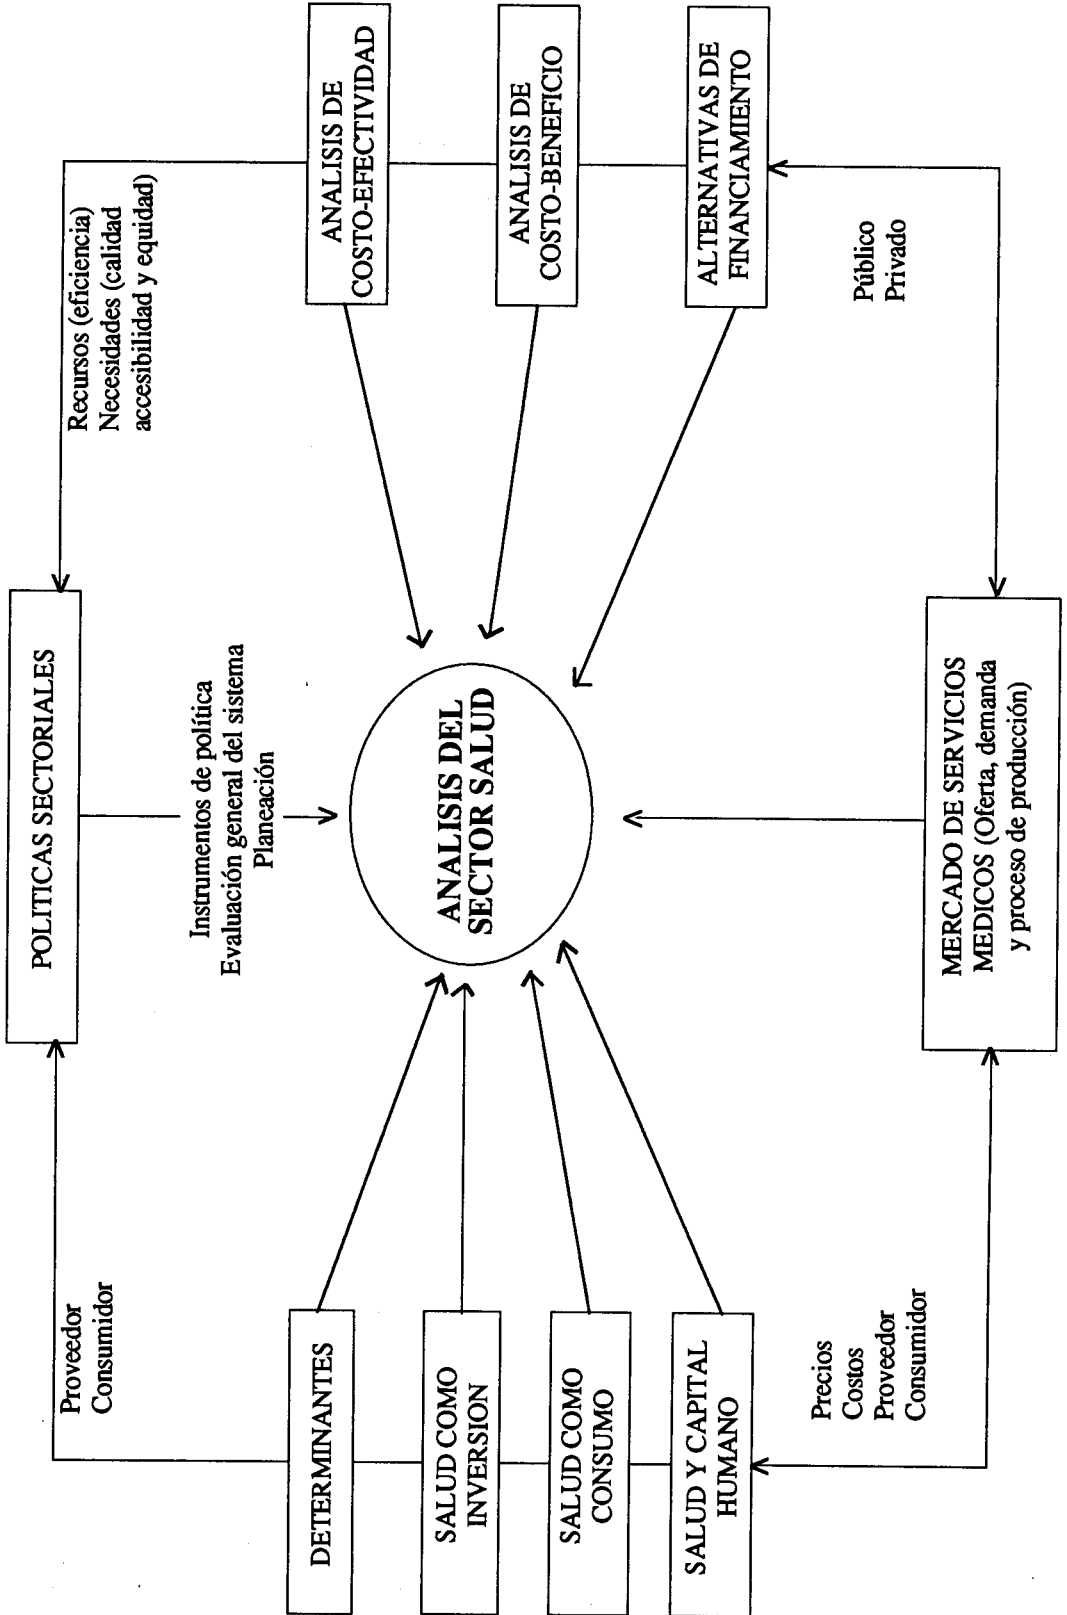 POLITICAS SECTORIALES
Proveedor
Consumidor
Recursos (eficiencia)
Necesidades (calidad
accesibilidad y equidad)
Instrumentos de política
Evaluación general del sistema
Planeación
DETERMINANTES
SALUD COMO
INVERSION
SALUD COMO
CONSUMO
SALUD Y CAPITAL
HUMANO
ANALISIS DEL
SECTOR SALUD
ANALISIS DE
COSTO-EFECTIVIDAD
ANALISIS DE
COSTO-BENEFICIO
ALTERNATIVAS DE
FINANCIAMIENTO
Precios
Costos
Proveedor
Consumidor
Público
Privado
MERCADO DE SERVICIOS
MEDICOS (Oferta, demanda
y proceso de producción)